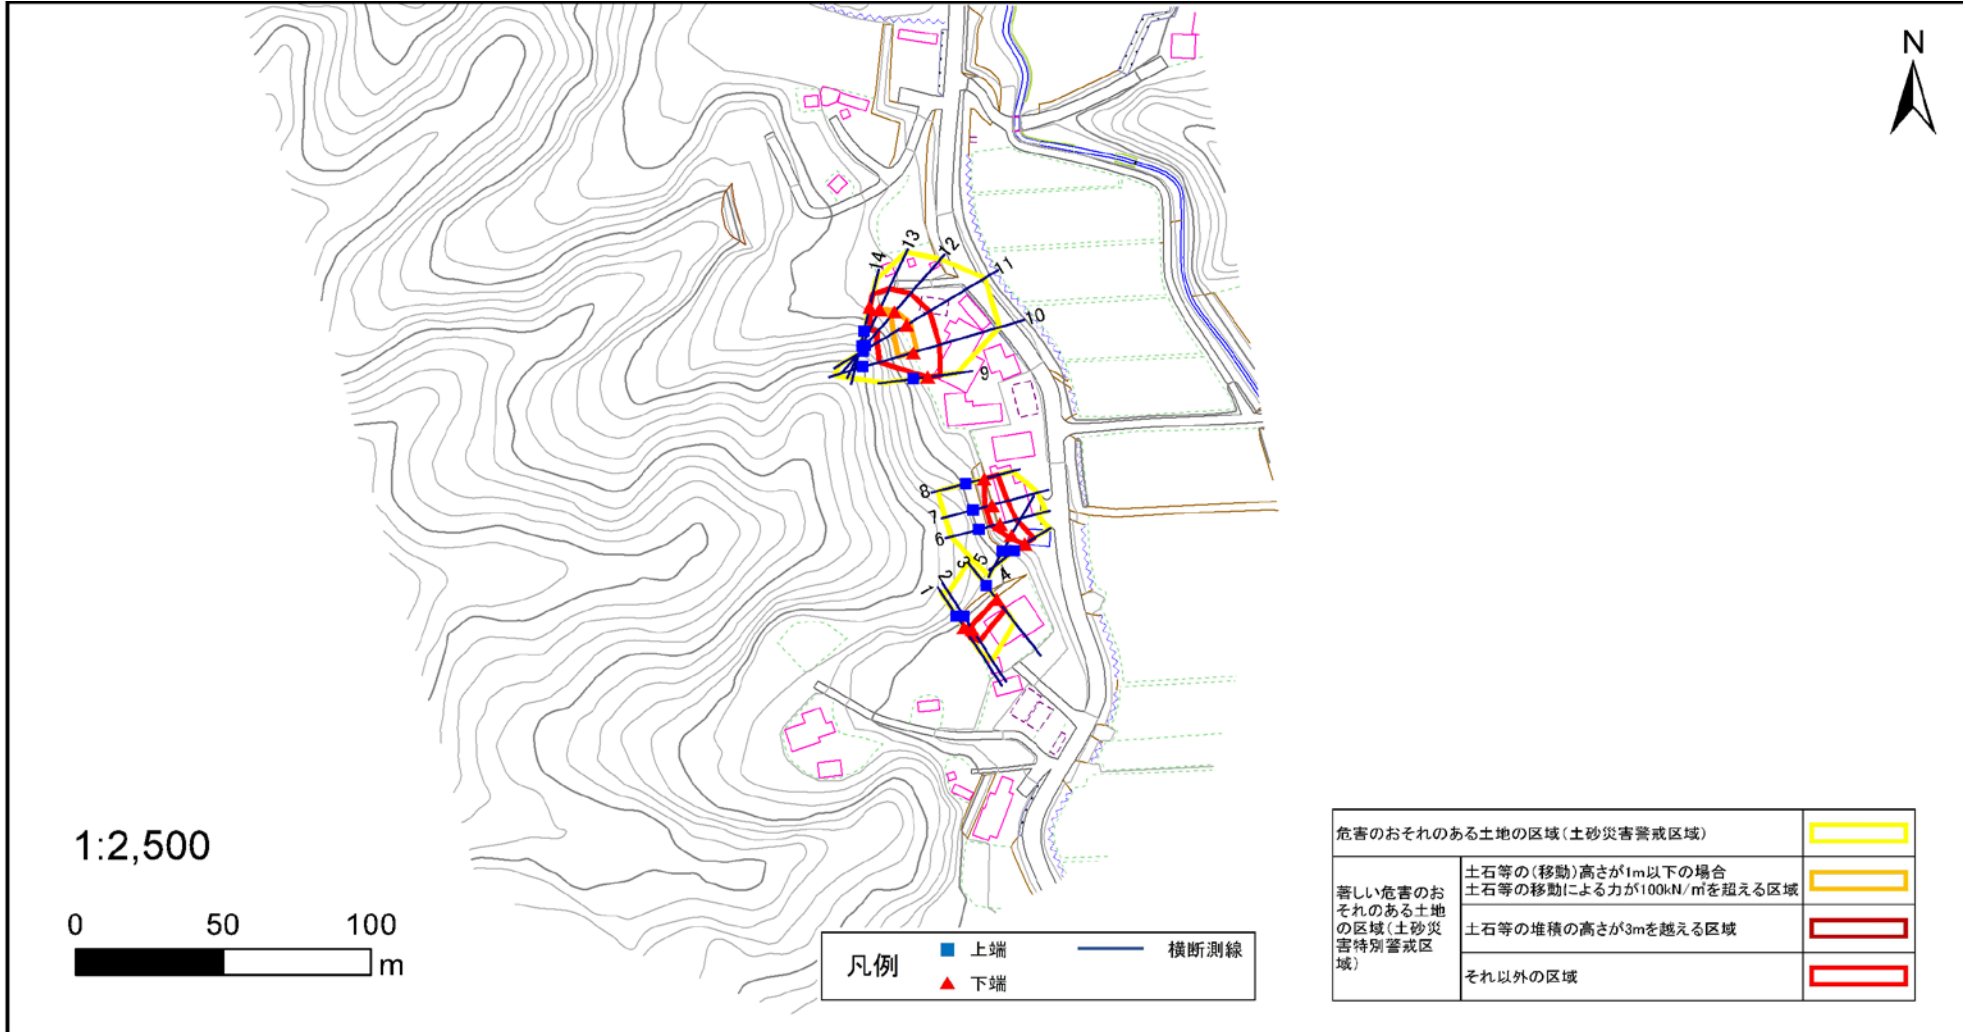 N
13
12
14
11
10
9
8
7
6
5
3
4
2
1
1:2,500
0 50 100
m
凡例
上端
横断測線
下端
危害のおそれのある土地の区域(土砂災害警戒区域)
著しい危害のお
それのある土地
の区域(土砂災
害特別警戒区
域)
土石等の(移動)高さが1m以下の場合
土石等の移動による力が100kN/㎡を超える区域
土石等の堆積の高さが3mを越える区域
それ以外の区域